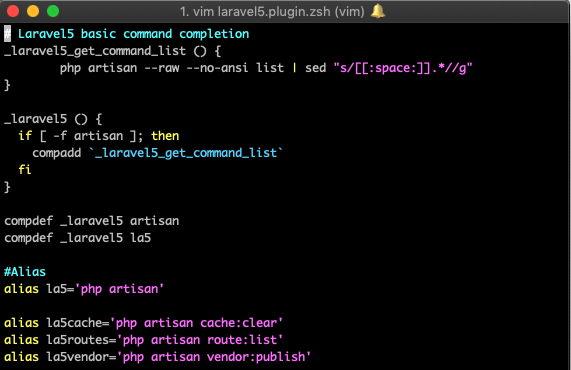 1. vim laravel5.plugin.zsh (vim) 🔔
# Laravel5 basic command completion
_laravel5_get_command_list () {
        php artisan --raw --no-ansi list | sed "s/[[:space:]].*//g"
}
_laravel5 () {
  if [ -f artisan ]; then
    compadd `_laravel5_get_command_list`
  fi
}
compdef _laravel5 artisan
compdef _laravel5 la5
#Alias
alias la5='php artisan'
alias la5cache='php artisan cache:clear'
alias la5routes='php artisan route:list'
alias la5vendor='php artisan vendor:publish'